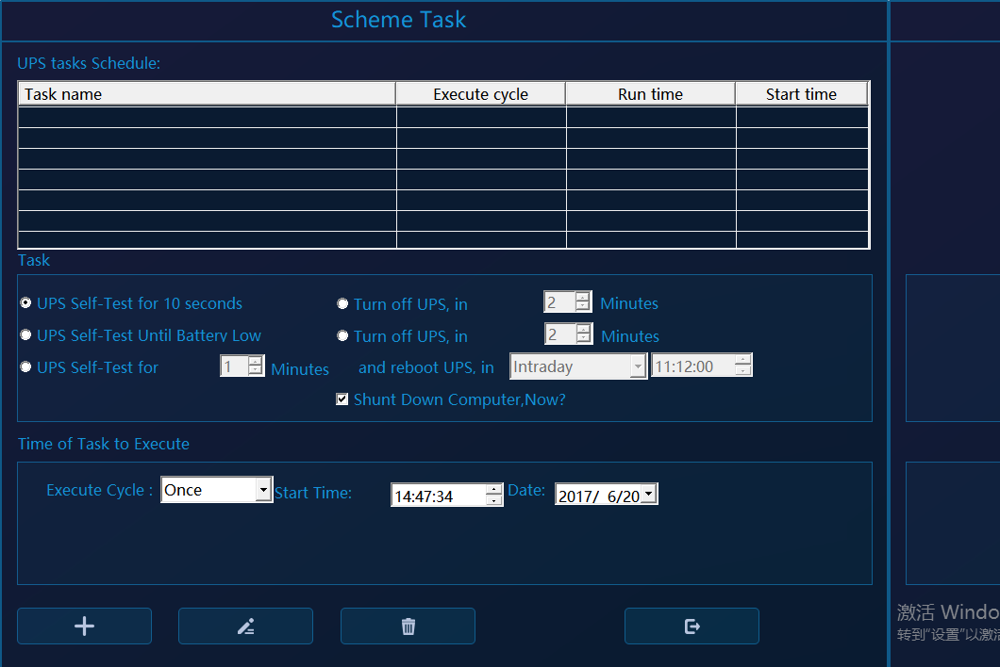 Scheme Task
UPS tasks Schedule:
Task name Execute cycle Run time Start time
Task
UPS Self-Test for 10 seconds Turn off UPS, in 2 Minutes
UPS Self-Test Until Battery Low Turn off UPS, in 2 Minutes
UPS Self-Test for 1 Minutes and reboot UPS, in Intraday 11:12:00
Shunt Down Computer,Now?
Time of Task to Execute
Execute Cycle : Once Start Time: 14:47:34 Date: 2017/ 6/20
激活 Windo
转到"设置"以激活